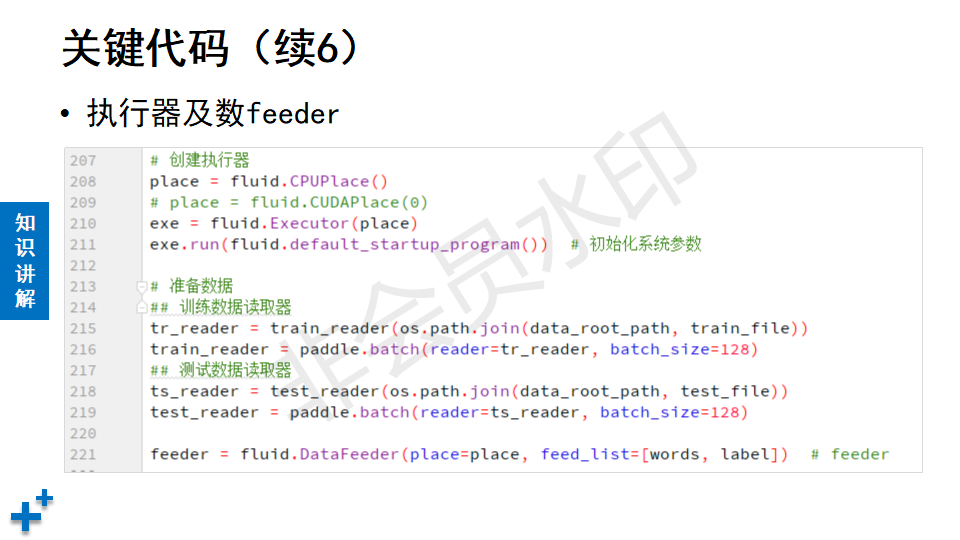 关键代码（续6）
• 执行器及数feeder
207 # 创建执行器
208 place = fluid.CPUPlace()
209 # place = fluid.CUDAPlace(0)
210 exe = fluid.Executor(place)
211 exe.run(fluid.default_startup_program()) # 初始化系统参数
212
213 # 准备数据
214 ## 训练数据读取器
215 tr_reader = train_reader(os.path.join(data_root_path, train_file))
216 train_reader = paddle.batch(reader=tr_reader, batch_size=128)
217 ## 测试数据读取器
218 ts_reader = test_reader(os.path.join(data_root_path, test_file))
219 test_reader = paddle.batch(reader=ts_reader, batch_size=128)
220
221 feeder = fluid.DataFeeder(place=place, feed_list=[words, label]) # feeder
知识讲解
非会员水印